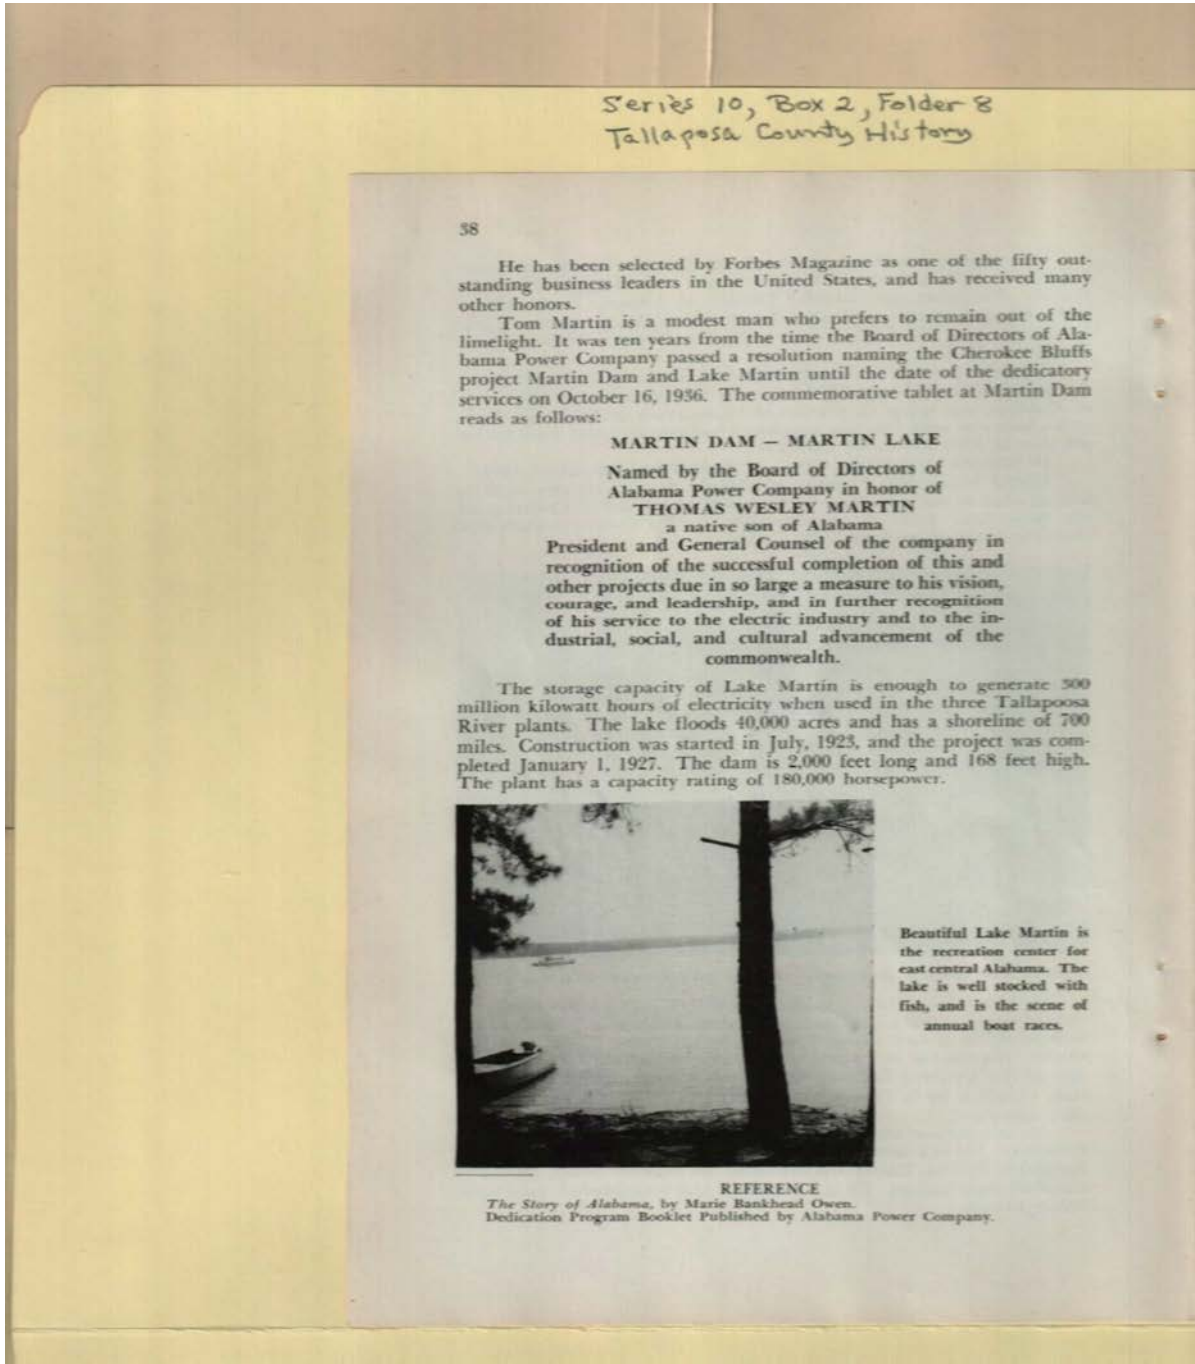 Series 10, Box 2, Folder 8
Tallaposa County History
38
He has been selected by Forbes Magazine as one of the fifty out-
standing business leaders in the United States, and has received many
other honors.
Tom Martin is a modest man who prefers to remain out of the
limelight. It was ten years from the time the Board of Directors of Ala-
bama Power Company passed a resolution naming the Cherokee Bluffs
project Martin Dam and Lake Martin until the date of the dedicatory
services on October 16, 1936. The commemorative tablet at Martin Dam
reads as follows:
MARTIN DAM — MARTIN LAKE
Named by the Board of Directors of
Alabama Power Company in honor of
THOMAS WESLEY MARTIN
a native son of Alabama
President and General Counsel of the company in
recognition of the successful completion of this and
other projects due in so large a measure to his vision,
courage, and leadership, and in further recognition
of his service to the electric industry and to the in-
dustrial, social, and cultural advancement of the
commonwealth.
The storage capacity of Lake Martin is enough to generate 300
million kilowatt hours of electricity when used in the three Tallapoosa
River plants. The lake floods 40,000 acres and has a shoreline of 700
miles. Construction was started in July, 1923, and the project was com-
pleted January 1, 1927. The dam is 2,000 feet long and 168 feet high.
The plant has a capacity rating of 180,000 horsepower.
Beautiful Lake Martin is
the recreation center for
east central Alabama. The
lake is well stocked with
fish, and is the scene of
annual boat races.
REFERENCE
The Story of Alabama, by Marie Bankhead Owen.
Dedication Program Booklet Published by Alabama Power Company.